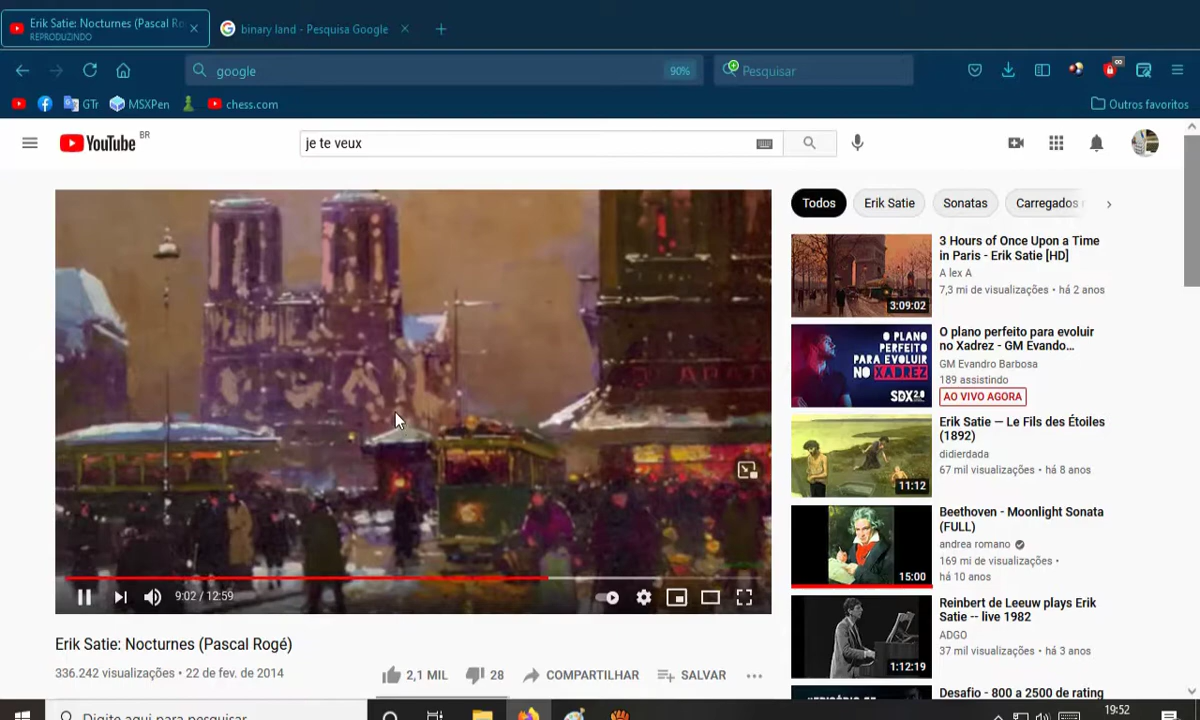 Erik Satie: Nocturnes (Pascal Ro
REPRODUZINDO
binary land - Pesquisa Google
google
90%
Pesquisar
GTr
MSXPen
chess.com
Outros favoritos
YouTube BR
je te veux
Todos
Erik Satie
Sonatas
Carregados
3 Hours of Once Upon a Time
in Paris - Erik Satie [HD]
A lex A
7,3 mi de visualizações • há 2 anos
3:09:02
O PLANO
PERFEITO
PARA EVOLUIR
NO XADREZ
SDX2.0
O plano perfeito para evoluir
no Xadrez - GM Evando...
GM Evandro Barbosa
189 assistindo
AO VIVO AGORA
Erik Satie — Le Fils des Étoiles
(1892)
didierdada
67 mil visualizações • há 8 anos
11:12
Beethoven - Moonlight Sonata
(FULL)
andrea romano
169 mi de visualizações •
há 10 anos
15:00
Reinbert de Leeuw plays Erik
Satie -- live 1982
ADGO
37 mil visualizações • há 3 anos
1:12:19
Desafio - 800 a 2500 de rating
9:02 / 12:59
Erik Satie: Nocturnes (Pascal Rogé)
336.242 visualizações • 22 de fev. de 2014
2,1 MIL
28
COMPARTILHAR
SALVAR
Digite aqui para pesquisar
19:52